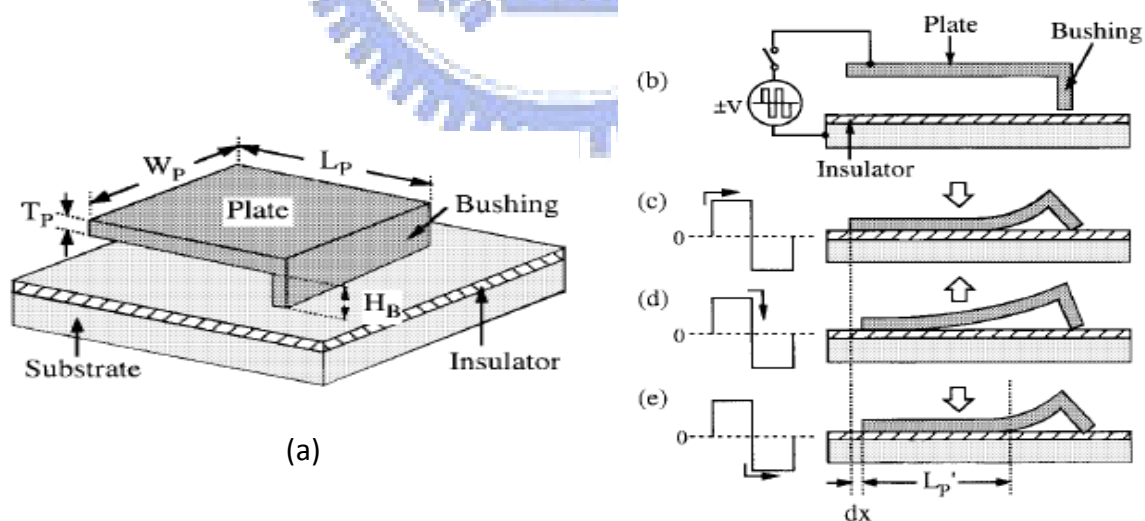 W_P
L_P
T_P
Plate
Bushing
H_B
Substrate
Insulator
(a)
(b)
Plate
Bushing
±V
Insulator
(c)
0
(d)
0
(e)
0
L_P'
dx